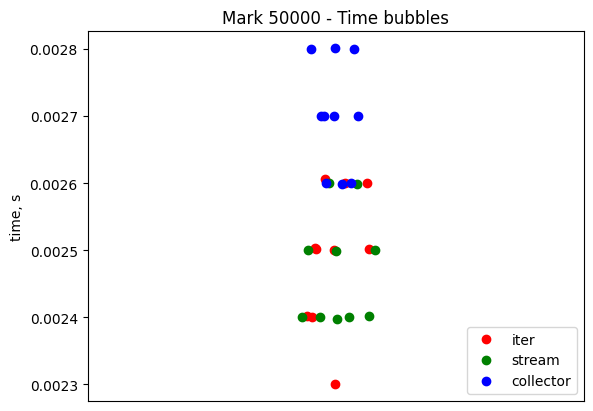 Mark 50000 - Time bubbles
0.0028
0.0027
0.0026
0.0025
0.0024
0.0023
time, s
iter
stream
collector